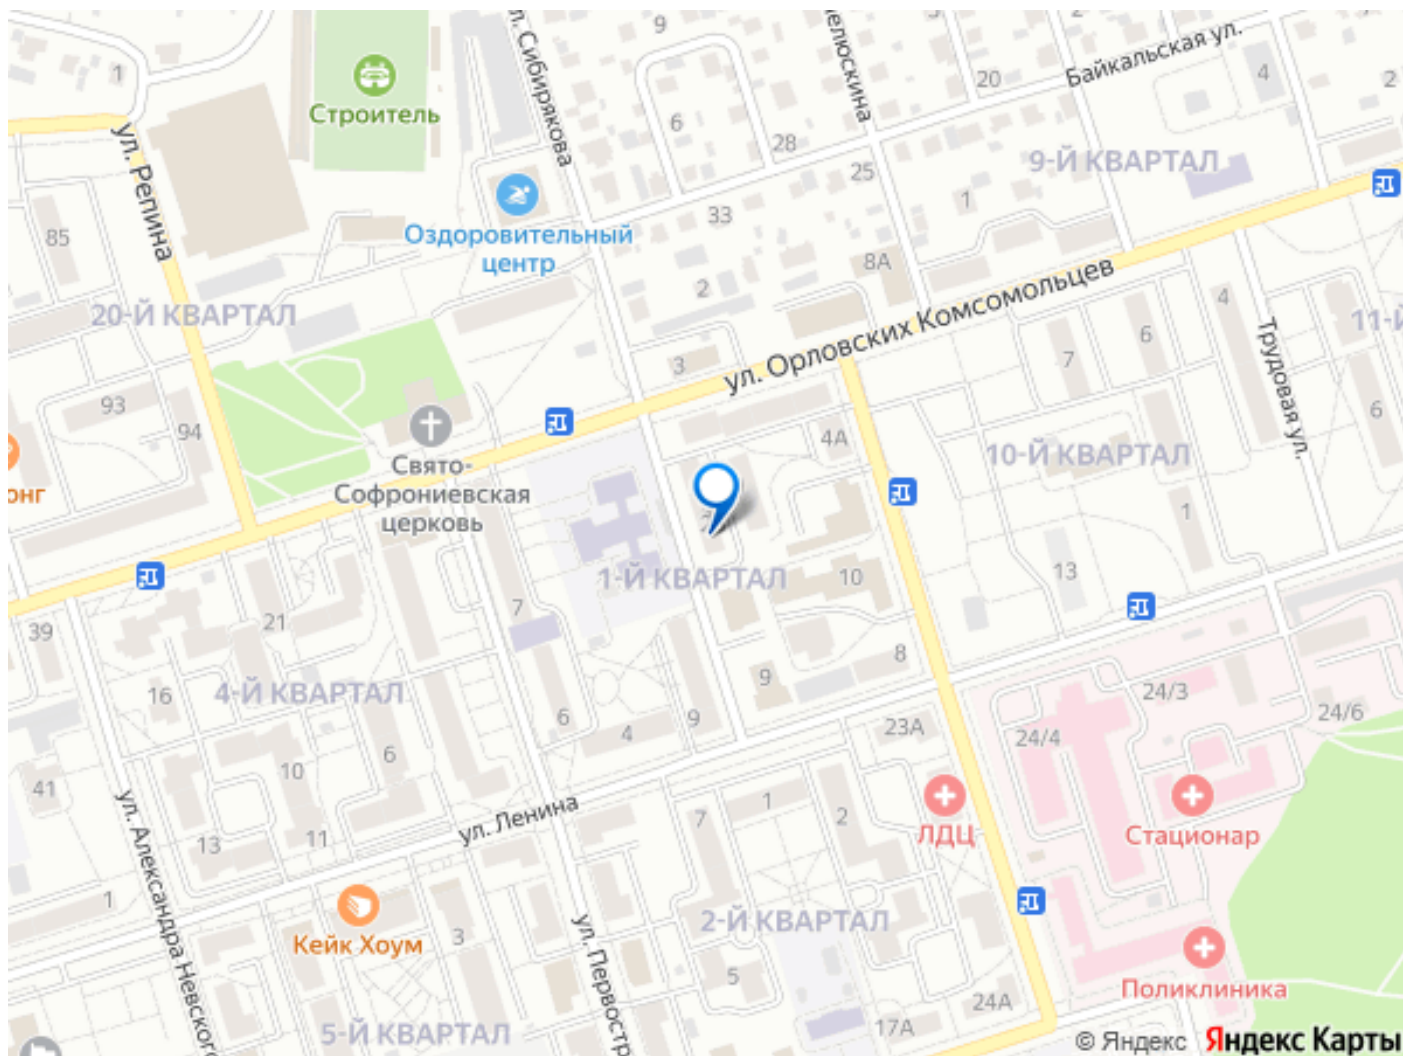 9
20
4
2
1
Строитель
ул. Сибирякова
Байкальская ул.
6
28
25
9-Й КВАРТАЛ
ул. Репина
85
Оздоровительный
центр
33
1
8А
2
20-Й КВАРТАЛ
ул. Орловских Комсомольцев
4
6
7
3
Трудовая ул.
93
94
4А
6
Свято-
Софрониевская
церковь
10-Й КВАРТАЛ
1
1-Й КВАРТАЛ
10
13
7
21
39
8
9
16
4-Й КВАРТАЛ
6
4
9
23А
24/3
24/4
24/6
6
10
41
ул. Ленина
7
1
2
ЛДЦ
Стационар
13
11
ул. Александра Невского
1
Кейк Хоум
3
2-Й КВАРТАЛ
5
Поликлиника
24А
17А
5-Й КВАРТАЛ
© Яндекс Яндекс Карты